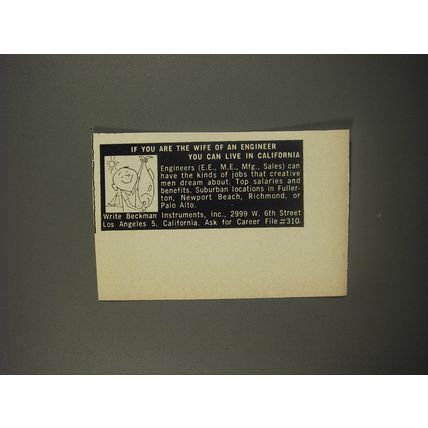 IF YOU ARE THE WIFE OF AN ENGINEER
YOU CAN LIVE IN CALIFORNIA
Engineers (E.E., M.E., Mfg., Sales) can
have the kinds of jobs that creative
men dream about. Top salaries and
benefits. Suburban locations in Fuller-
ton, Newport Beach, Richmond, or
Palo Alto.
Write Beckman Instruments, Inc., 2999 W. 6th Street
Los Angeles 5, California. Ask for Career File #310.